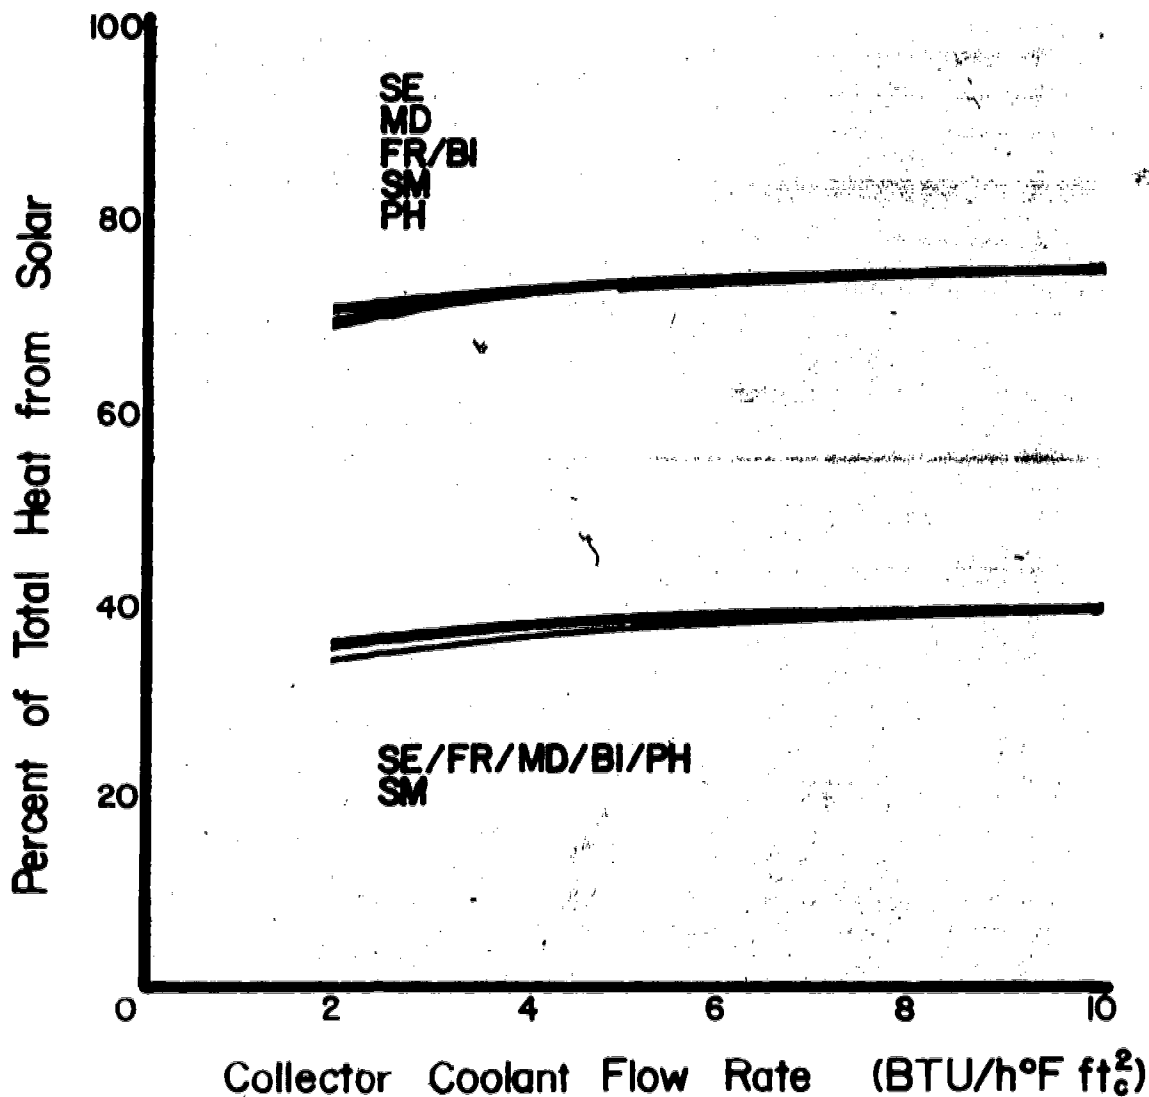 100
SE
MD
FR/BI
SM
PH
80
60
40
SE/FR/MD/BI/PH
SM
20
0 2 4 6 8 10
Collector Coolant Flow Rate (BTU/h°F ft²c)
Percent of Total Heat from Solar